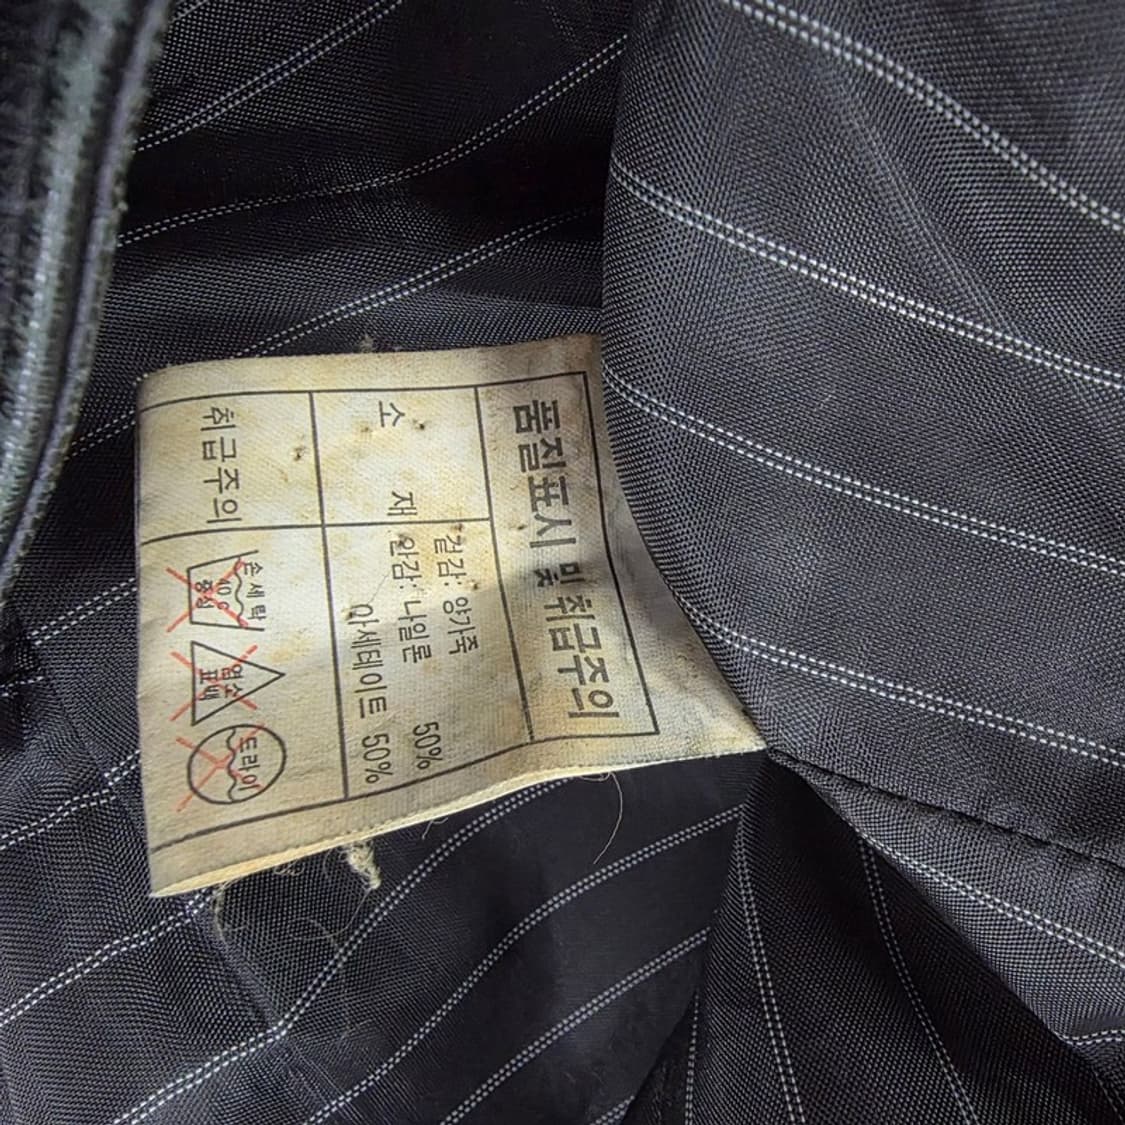 품질표시 및 취급주의
소 재
겉감: 양가죽
안감: 나일론 50%
아세테이트 50%
취급주의
손세탁
40℃
중성
염소
표백
드라이